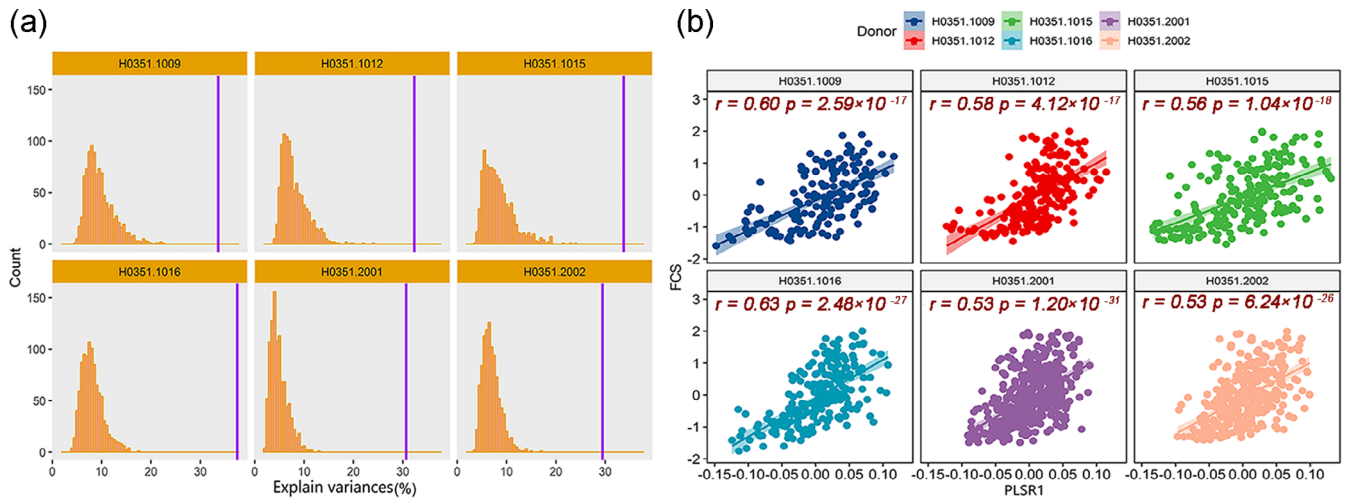 (a)
H0351.1009 H0351.1012 H0351.1015
150
100
50
0
H0351.1016 H0351.2001 H0351.2002
150
100
50
0
Count
0 10 20 30 0 10 20 30 0 10 20 30
Explain variances(%)
(b)
Donor
H0351.1009 H0351.1015 H0351.2001
H0351.1012 H0351.1016 H0351.2002
H0351.1009 H0351.1012 H0351.1015
r = 0.60 p = 2.59×10 -17 r = 0.58 p = 4.12×10 -17 r = 0.56 p = 1.04×10 -18
3
2
1
0
-1
-2
H0351.1016 H0351.2001 H0351.2002
r = 0.63 p = 2.48×10 -27 r = 0.53 p = 1.20×10 -31 r = 0.53 p = 6.24×10 -26
3
2
1
0
-1
-2
FCS
-0.15-0.10-0.05 0.00 0.05 0.10 -0.15-0.10-0.05 0.00 0.05 0.10 -0.15-0.10-0.05 0.00 0.05 0.10
PLSR1